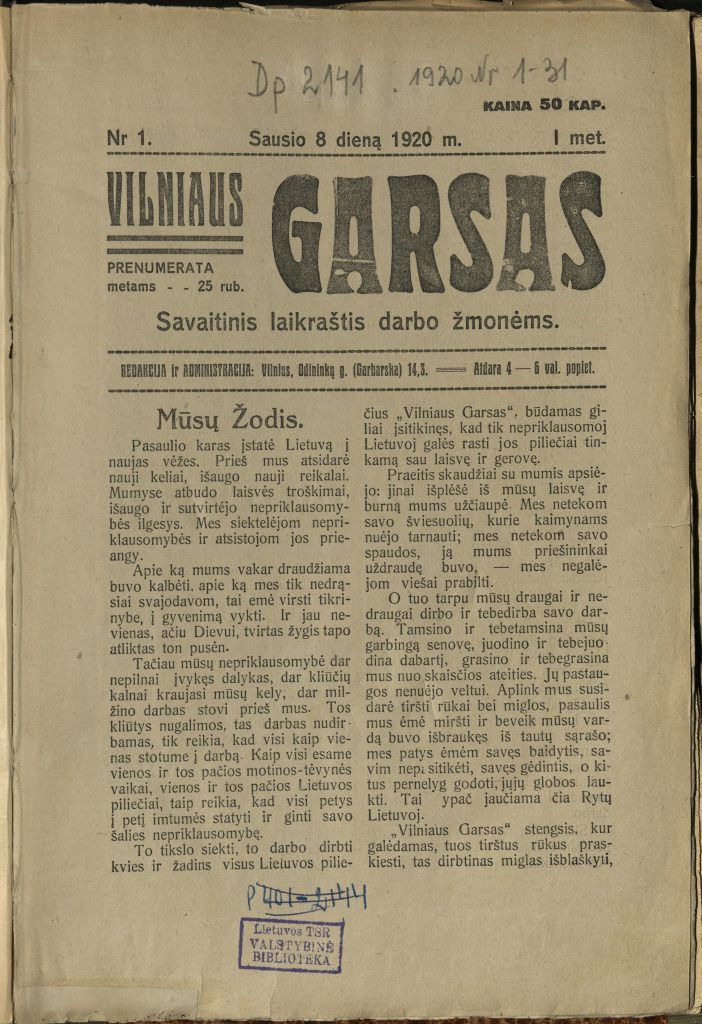 Dp 2141 . 1920 Nr 1-31
KAINA 50 KAP.
Nr 1. Sausio 8 dieną 1920 m. I met.
VILNIAUS GARSAS
PRENUMERATA
metams - - 25 rub.
Savaitinis laikraštis darbo žmonėms.
REDAKCIJA ir ADMINISTRACIJA: Vilnius, Odininkų g. (Garbarska) 14,3. Atdara 4 — 6 val. popiet.
Mūsų Žodis.
Pasaulio karas įstatė Lietuvą į
naujas vėžes. Prieš mus atsidarė
nauji keliai, išaugo nauji reikalai.
Mumyse atbudo laisvės troškimai,
išaugo ir sutvirtėjo nepriklausomy-
bės ilgesys. Mes siektelėjom nepri-
klausomybės ir atsistojom jos prie-
angy.
Apie ką mums vakar draudžiama
buvo kalbėti, apie ką mes tik nedrą-
siai svajodavom, tai emė virsti tikri-
nybe, į gyvenimą vykti. Ir jau ne-
vienas, ačiu Dievui, tvirtas žygis tapo
atliktas ton pusėn.
Tačiau mūsų nepriklausomybė dar
nepilnai įvykęs dalykas, dar kliūčių
kalnai kraujasi mūsų kely, dar mil-
žino darbas stovi prieš mus. Tos
kliūtys nugalimos, tas darbas nudir-
bamas, tik reikia, kad visi kaip vie-
nas stotume į darbą. Kaip visi esame
vienos ir tos pačios motinos-tėvynės
vaikai, vienos ir tos pačios Lietuvos
piliečiai, taip reikia, kad visi petys
į petį imtumės statyti ir ginti savo
šalies nepriklausomybę.
To tikslo siekti, to darbo dirbti
kvies ir žadins visus Lietuvos pilie-
čius „Vilniaus Garsas“, būdamas gi-
liai įsitikinęs, kad tik nepriklausomoj
Lietuvoj galės rasti jos piliečiai tin-
kamą sau laisvę ir gerovę.
Praeitis skaudžiai su mumis apsiė-
jo: jinai išplėšė iš mūsų laisvę ir
burną mums užčiaupė. Mes netekom
savo šviesuolių, kurie kaimynams
nuėjo tarnauti; mes netekom savo
spaudos, ją mums priešininkai
uždraudę buvo, — mes negalė-
jom viešai prabilti.
O tuo tarpu mūsų draugai ir ne-
draugai dirbo ir tebedirba savo dar-
bą. Tamsino ir tebetamsina mūsų
garbingą senovę, juodino ir tebejuo-
dina dabartį, grasino ir tebegrasina
mus nuo skaisčios ateities. Jų pastau-
gos nenuėjo veltui. Aplink mus susi-
darė tiršti rūkai bei miglos, pasaulis
mus ėmė miršti ir beveik mūsų var-
dą buvo išbraukęs iš tautų sąrašo;
mes patys ėmėm savęs baidytis, sa-
vim nepasitikėti, savęs gėdintis, o ki-
tus pernelyg godoti, jųjų globos lau-
kti. Tai ypač jaučiama čia Rytų
Lietuvoj.
„Vilniaus Garsas“ stengsis, kur
galėdamas, tuos tirštus rūkus pras-
kiesti, tas dirbtinas miglas išblaškyti,
Lietuvos TSR
VALSTYBINĖ
BIBLIOTEKA